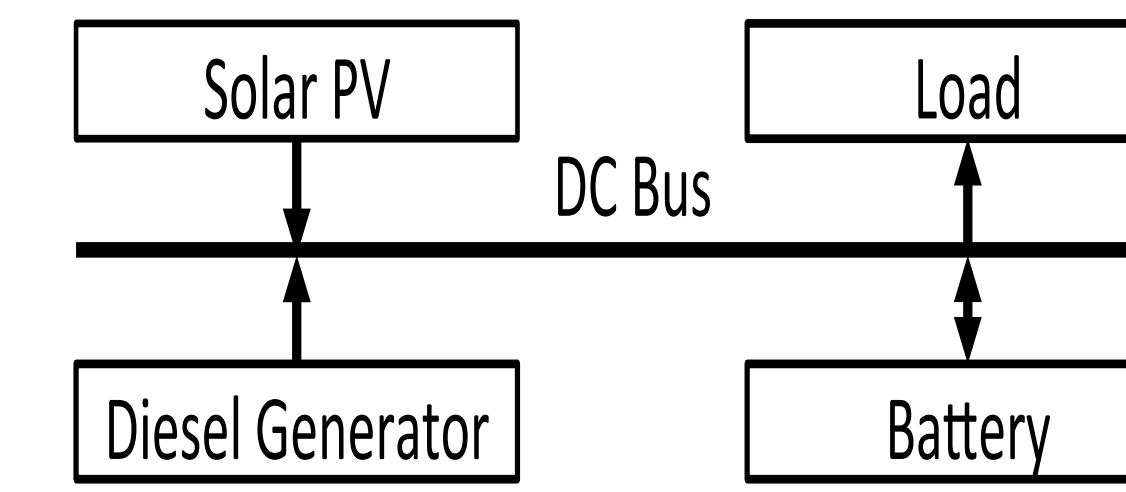 Solar PV
Load
DC Bus
Diesel Generator
Battery